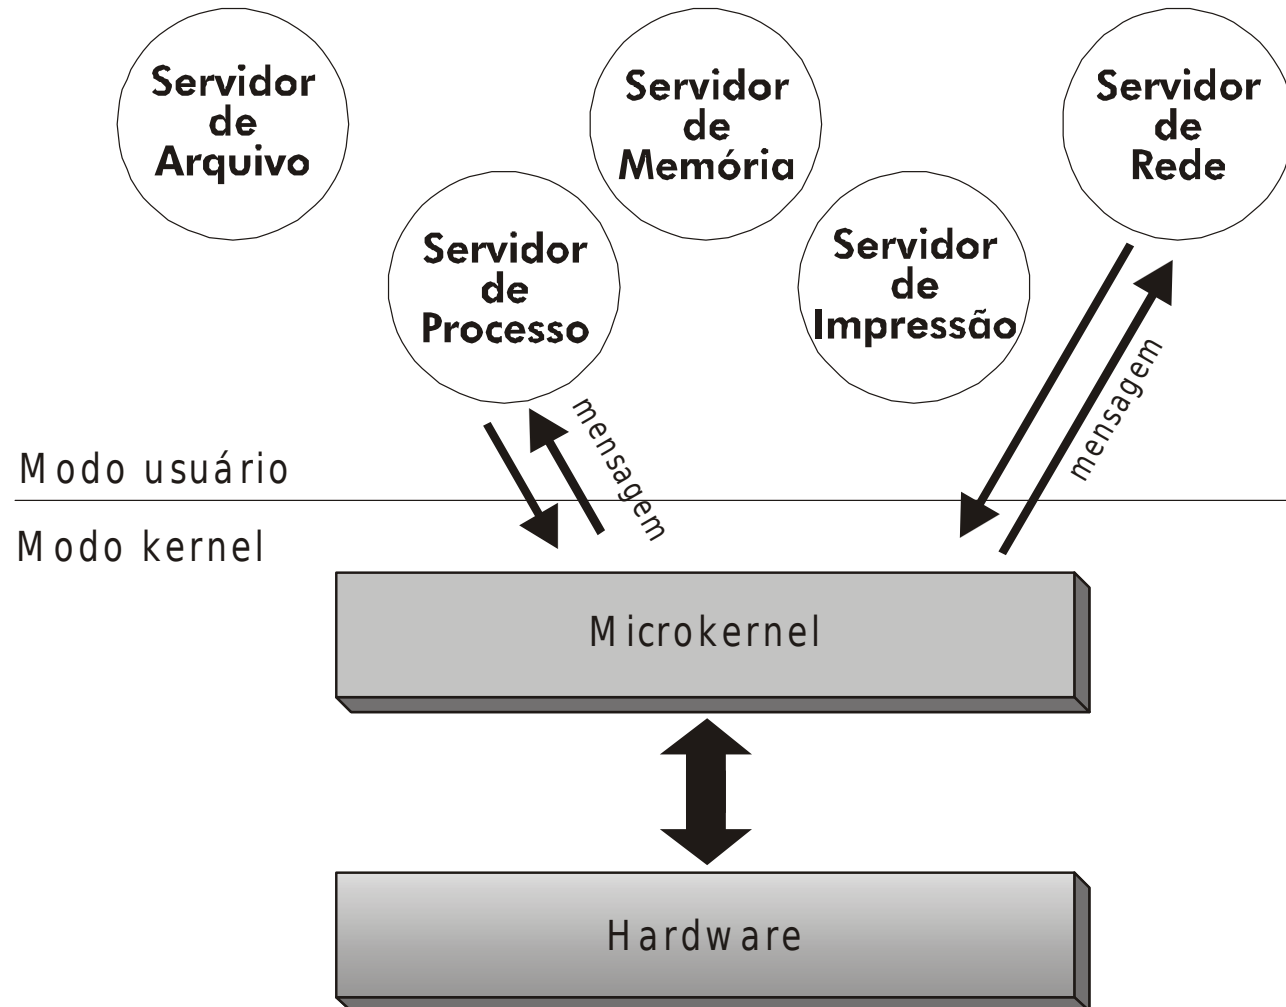 Servidor
de
Arquivo
Servidor
de
Memória
Servidor
de
Rede
Servidor
de
Processo
Servidor
de
Impressão
mensagem
mensagem
Modo usuário
Modo kernel
Microkernel
Hardware